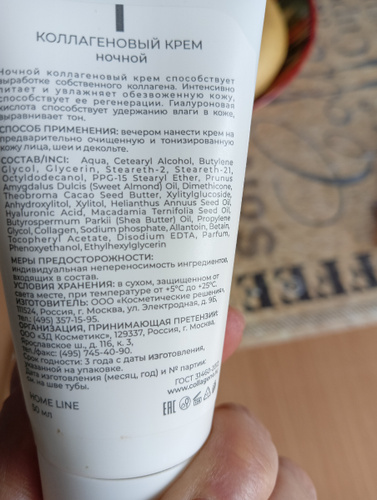 КОЛЛАГЕНОВЫЙ КРЕМ
НОЧНОЙ
Ночной коллагеновый крем способствует
выработке собственного коллагена. Интенсивно
питает и увлажняет обезвоженную кожу,
способствует ее регенерации. Гиалуроновая
кислота способствует удержанию влаги в коже,
выравнивает тон.
СПОСОБ ПРИМЕНЕНИЯ: вечером нанести крем на
предварительно очищенную и тонизированную
кожу лица, шеи и декольте.
СОСТАВ/INCI: Aqua, Cetearyl Alcohol, Butylene
Glycol, Glycerin, Steareth-2, Steareth-21,
Octyldodecanol, PPG-15 Stearyl Ether, Prunus
Amygdalus Dulcis (Sweet Almond) Oil, Dimethicone,
Theobroma Cacao Seed Butter, Xylitylglucoside,
Anhydroxylitol, Xylitol, Helianthus Annuus Seed Oil,
Hyaluronic Acid, Macadamia Ternifolia Seed Oil,
Butyrospermum Parkii (Shea Butter) Oil, Propylene
Glycol, Collagen, Sodium phosphate, Allantoin, Betain,
Tocopheryl Acetate, Disodium EDTA, Parfum,
Phenoxyethanol, Ethylhexylglycerin
МЕРЫ ПРЕДОСТОРОЖНОСТИ:
индивидуальная непереносимость ингредиентов,
входящих в состав.
УСЛОВИЯ ХРАНЕНИЯ: в сухом, защищенном от
света месте, при температуре от +5°С до +25°С.
ИЗГОТОВИТЕЛЬ: ООО «Косметические решения»,
111524, Россия, г. Москва, ул. Электродная, д. 9Б,
тел.: (495) 357-15-95.
ОРГАНИЗАЦИЯ, ПРИНИМАЮЩАЯ ПРЕТЕНЗИИ:
ООО «3Д Косметикс», 129337, Россия, г. Москва,
Ярославское ш., д. 116, к. 3,
тел./факс: (495) 745-40-90.
Срок годности: 3 года с даты изготовления,
указанной на упаковке.
Дата изготовления (месяц, год) и № партии:
см. на шве тубы.
ГОСТ 31460-2012
www.collagen
HOME LINE
50 мл
EAC
FFEE